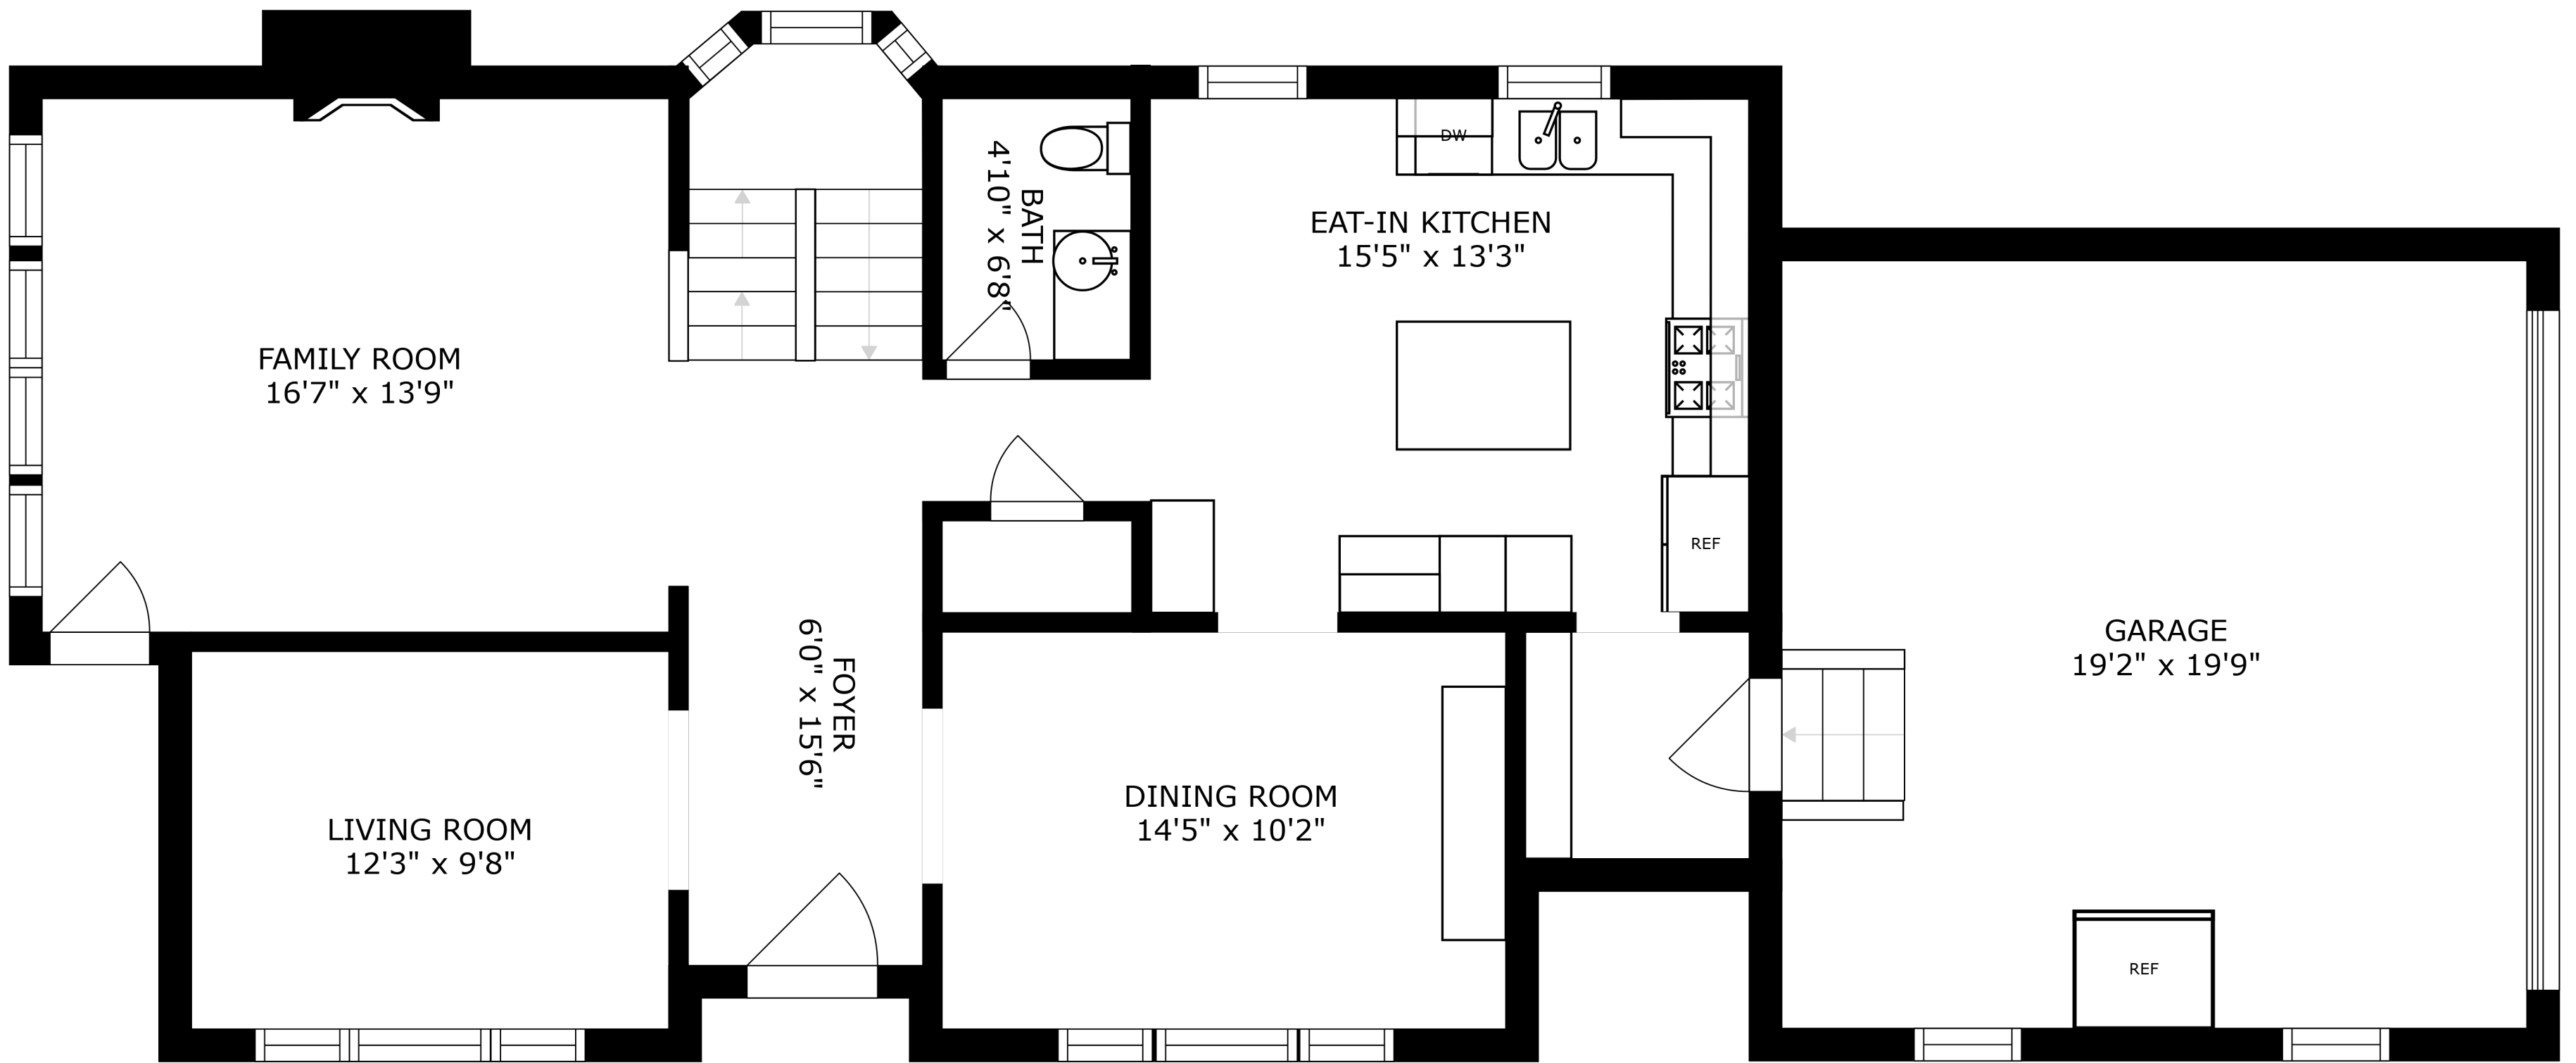 BATH
4'10" x 6'8"
DW
EAT-IN KITCHEN
15'5" x 13'3"
FAMILY ROOM
16'7" x 13'9"
REF
FOYER
6'0" x 15'6"
GARAGE
19'2" x 19'9"
DINING ROOM
14'5" x 10'2"
LIVING ROOM
12'3" x 9'8"
REF